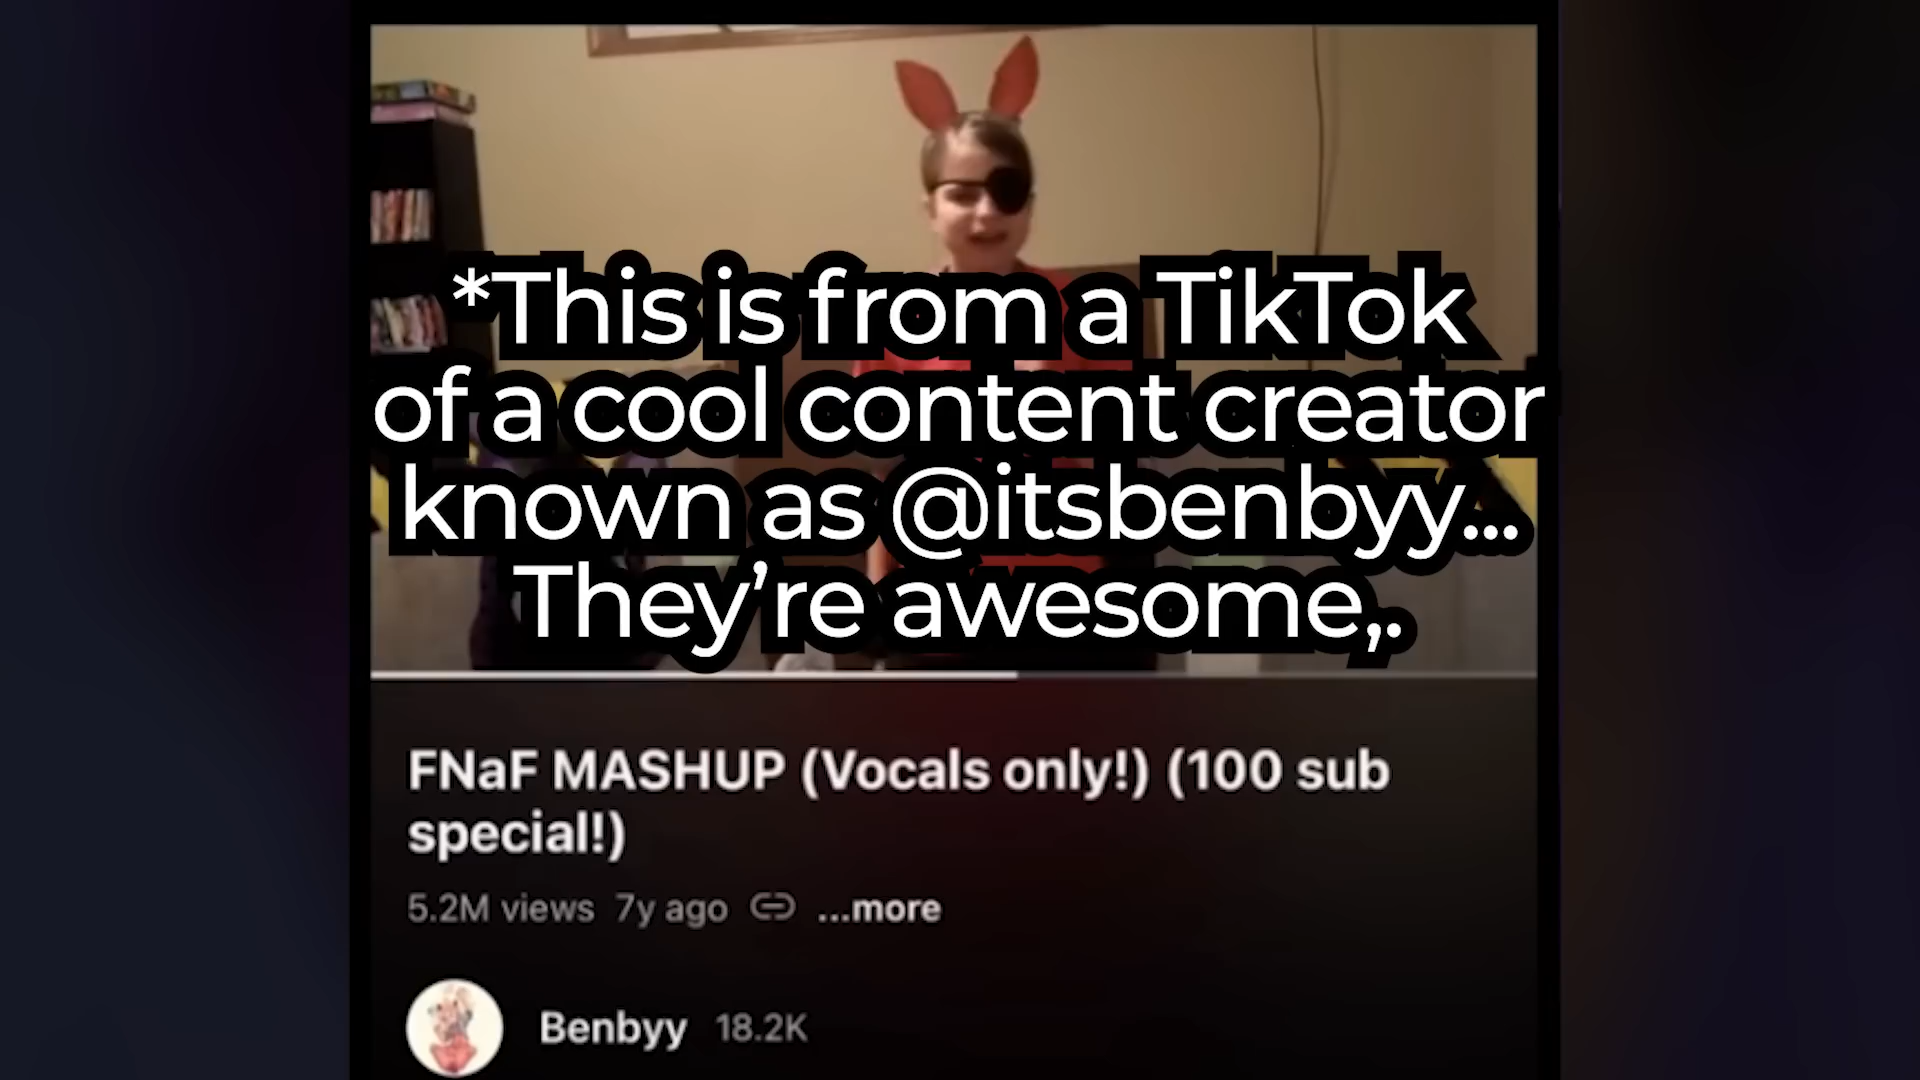 *This is from a TikTok
of a cool content creator
known as @itsbenbyy...
They’re awesome,.
FNaF MASHUP (Vocals only!) (100 sub
special!)
5.2M views 7y ago ...more
Benbyy 18.2K